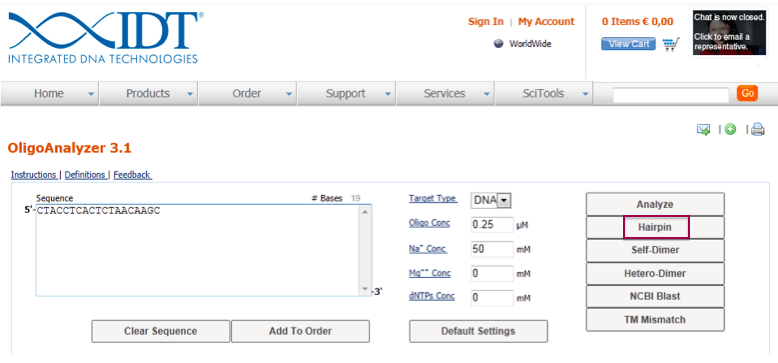 IDT®
INTEGRATED DNA TECHNOLOGIES
Sign In | My Account
WorldWide
0 Items € 0,00
View Cart
Chat is now closed.
Click to email a
representative.
Home Products Order Support Services SciTools Go
OligoAnalyzer 3.1
Instructions | Definitions | Feedback
Sequence # Bases 19
5'-CTACCTCACTCTAACAAGC
-3'
Target Type DNA
Oligo Conc 0.25 µM
Na⁺ Conc 50 mM
Mg⁺⁺ Conc 0 mM
dNTPs Conc 0 mM
Analyze
Hairpin
Self-Dimer
Hetero-Dimer
NCBI Blast
TM Mismatch
Clear Sequence Add To Order Default Settings